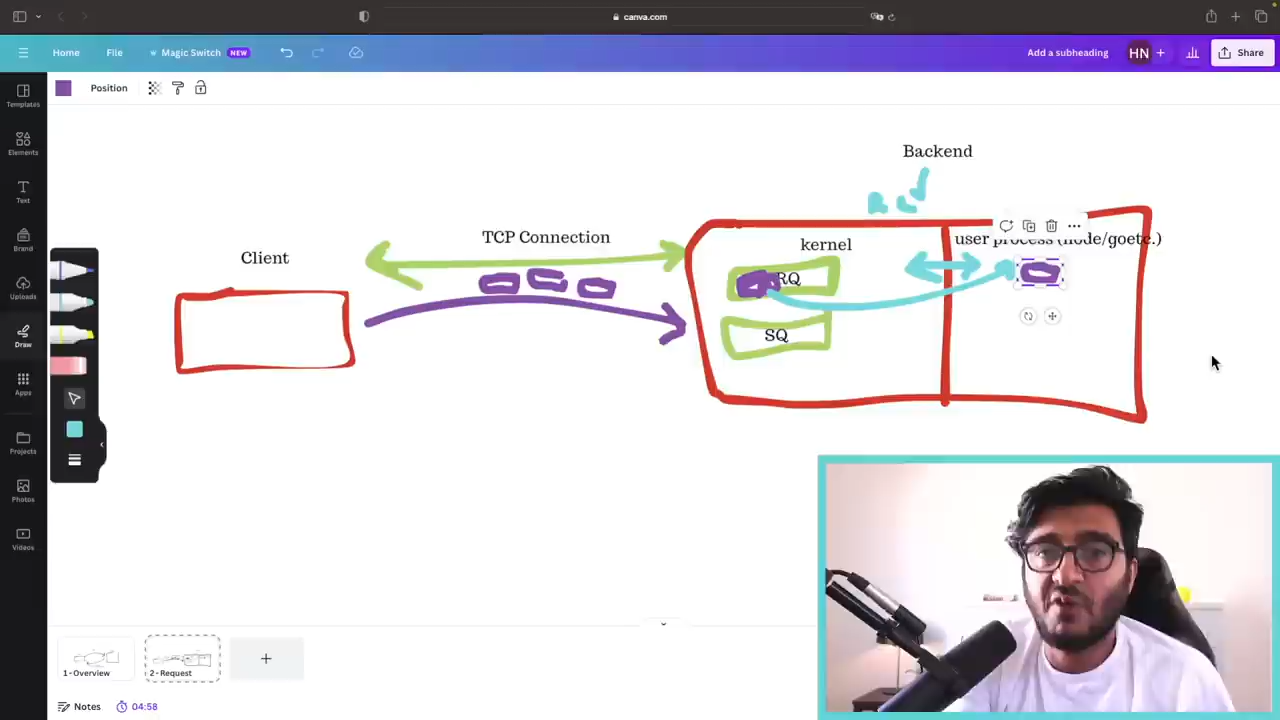 canva.com
Home
File
Magic Switch
NEW
Add a subheading
HN
Share
Position
Templates
Elements
Text
Brand
Uploads
Draw
Apps
Projects
Photos
Videos
Backend
TCP Connection
Client
kernel
user process (node/goetc.)
RQ
SQ
1-Overview
2-Request
Notes
04:58